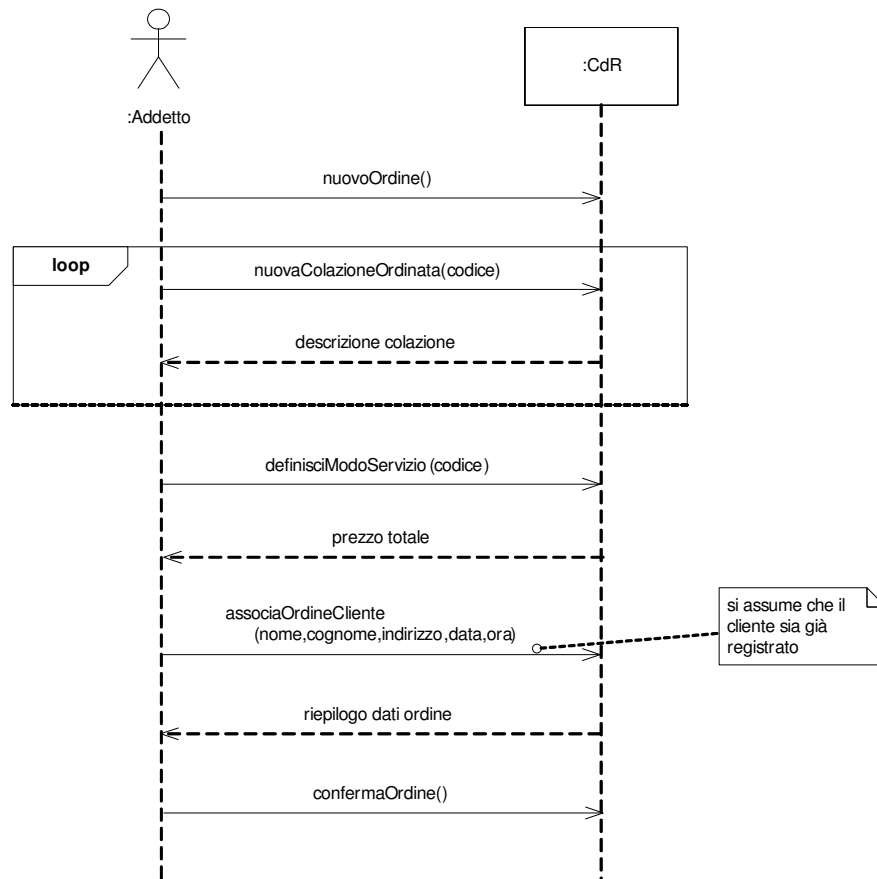 :CdR
:Addetto
nuovoOrdine()
loop
nuovaColazioneOrdinata(codice)
descrizione colazione
definisciModoServizio (codice)
prezzo totale
associaOrdineCliente
(nome,cognome,indirizzo,data,ora)
si assume che il
cliente sia già
registrato
riepilogo dati ordine
confermaOrdine()